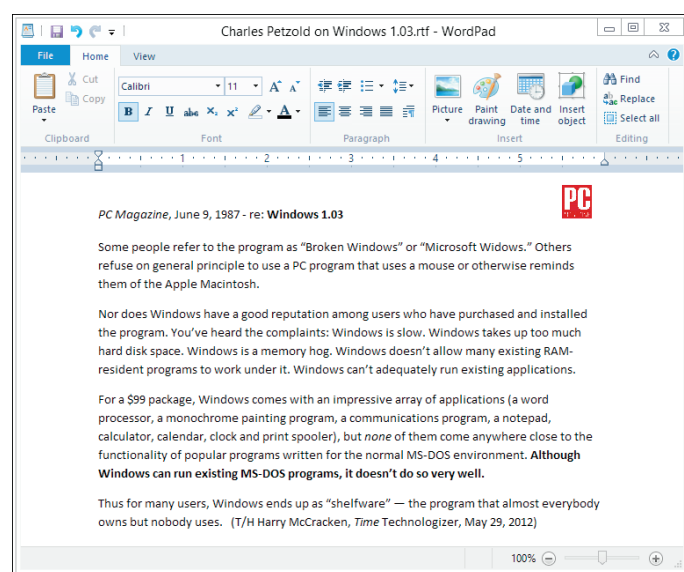 Charles Petzold on Windows 1.03.rtf - WordPad
File Home View
Paste
Cut
Copy
Clipboard
Calibri 11 A A
B I U abc X₂ X² A
Font
Paragraph
Picture
Paint drawing
Date and time
Insert object
Insert
Find
Replace
Select all
Editing
1 2 3 4 5
PC
PC Magazine, June 9, 1987 - re: Windows 1.03
Some people refer to the program as “Broken Windows” or “Microsoft Widows.” Others
refuse on general principle to use a PC program that uses a mouse or otherwise reminds
them of the Apple Macintosh.
Nor does Windows have a good reputation among users who have purchased and installed
the program. You’ve heard the complaints: Windows is slow. Windows takes up too much
hard disk space. Windows is a memory hog. Windows doesn’t allow many existing RAM-
resident programs to work under it. Windows can’t adequately run existing applications.
For a $99 package, Windows comes with an impressive array of applications (a word
processor, a monochrome painting program, a communications program, a notepad,
calculator, calendar, clock and print spooler), but none of them come anywhere close to the
functionality of popular programs written for the normal MS-DOS environment. Although
Windows can run existing MS-DOS programs, it doesn’t do so very well.
Thus for many users, Windows ends up as “shelfware” — the program that almost everybody
owns but nobody uses. (T/H Harry McCracken, Time Technologizer, May 29, 2012)
100%